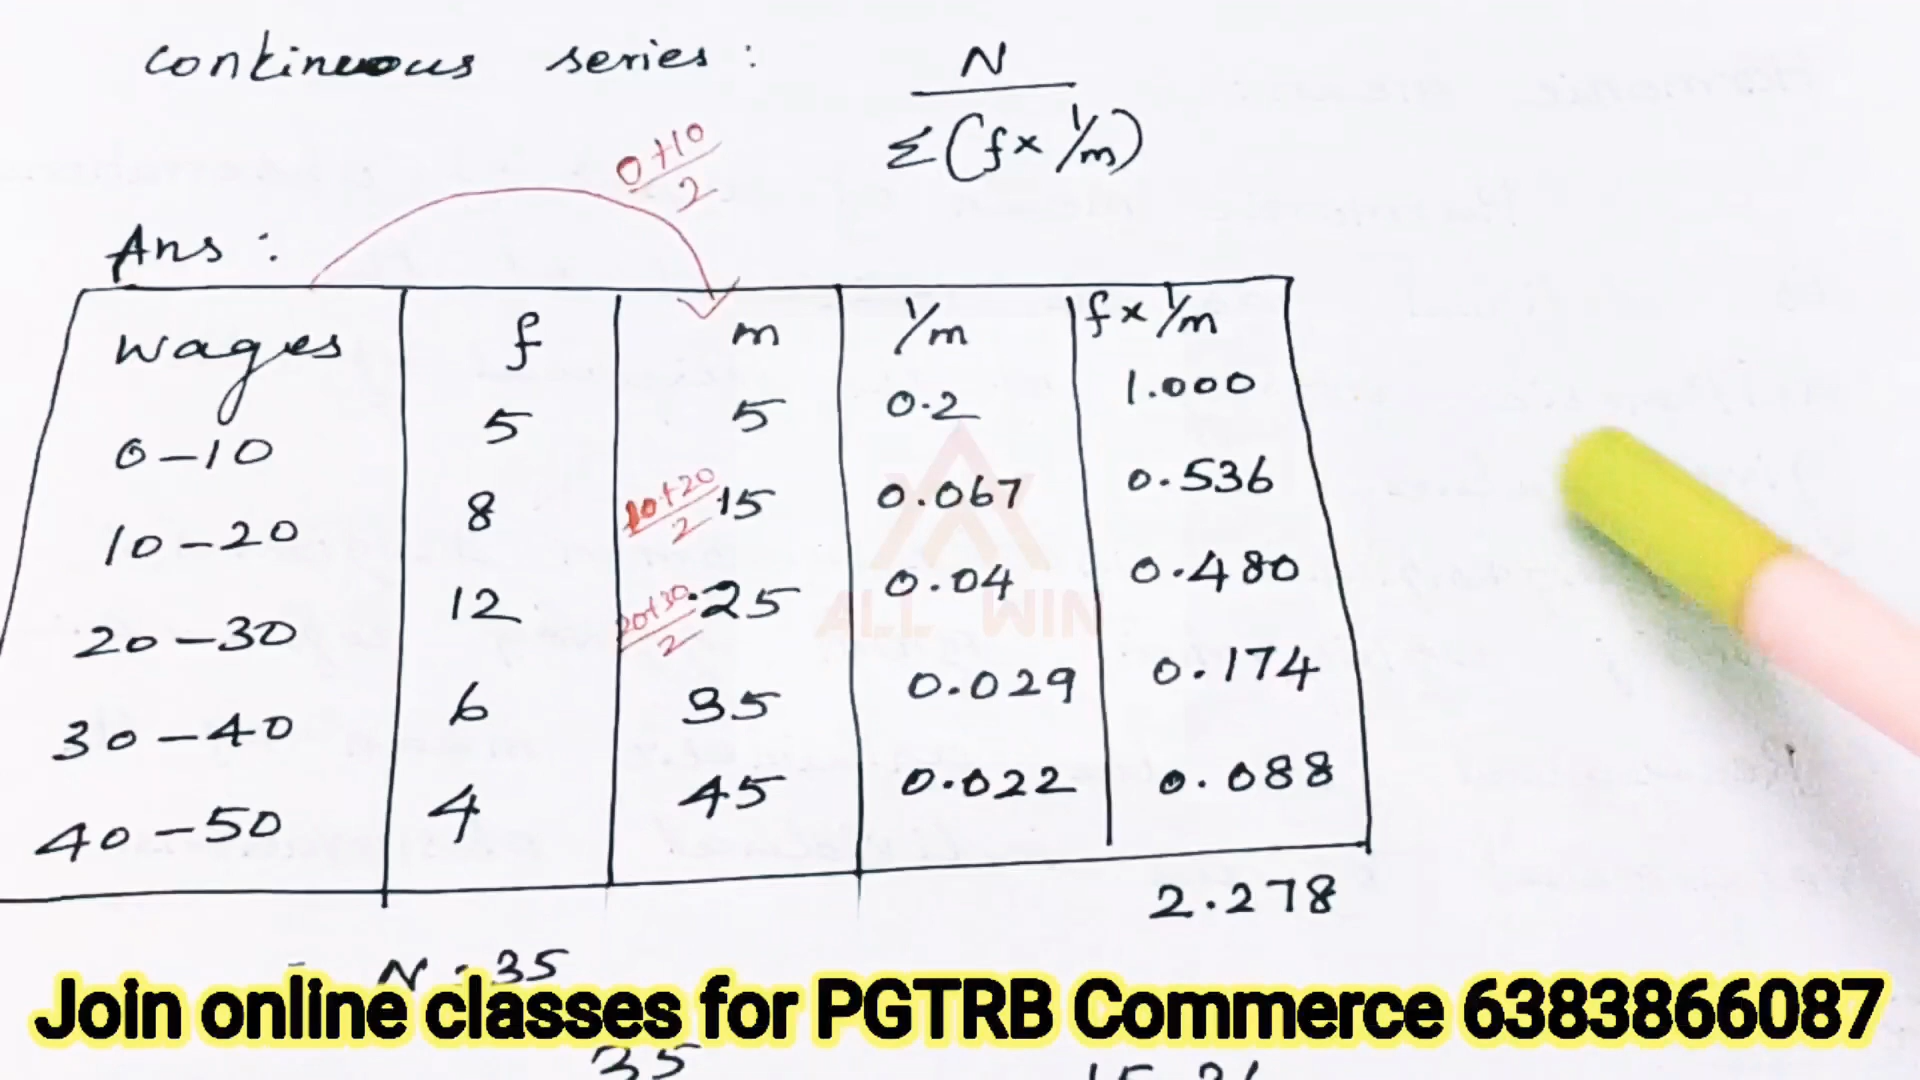 continuous series : N
Σ(f x 1/m)
0+10
2
Ans :
wages f m 1/m f x 1/m
0-10 5 5 0.2 1.000
10-20 8 10+20/2 15 0.067 0.536
20-30 12 20+30/2 25 0.04 0.480
30-40 6 35 0.029 0.174
40-50 4 45 0.022 0.088
2.278
ALL WIN
N = 35
Join online classes for PGTRB Commerce 6383866087
35